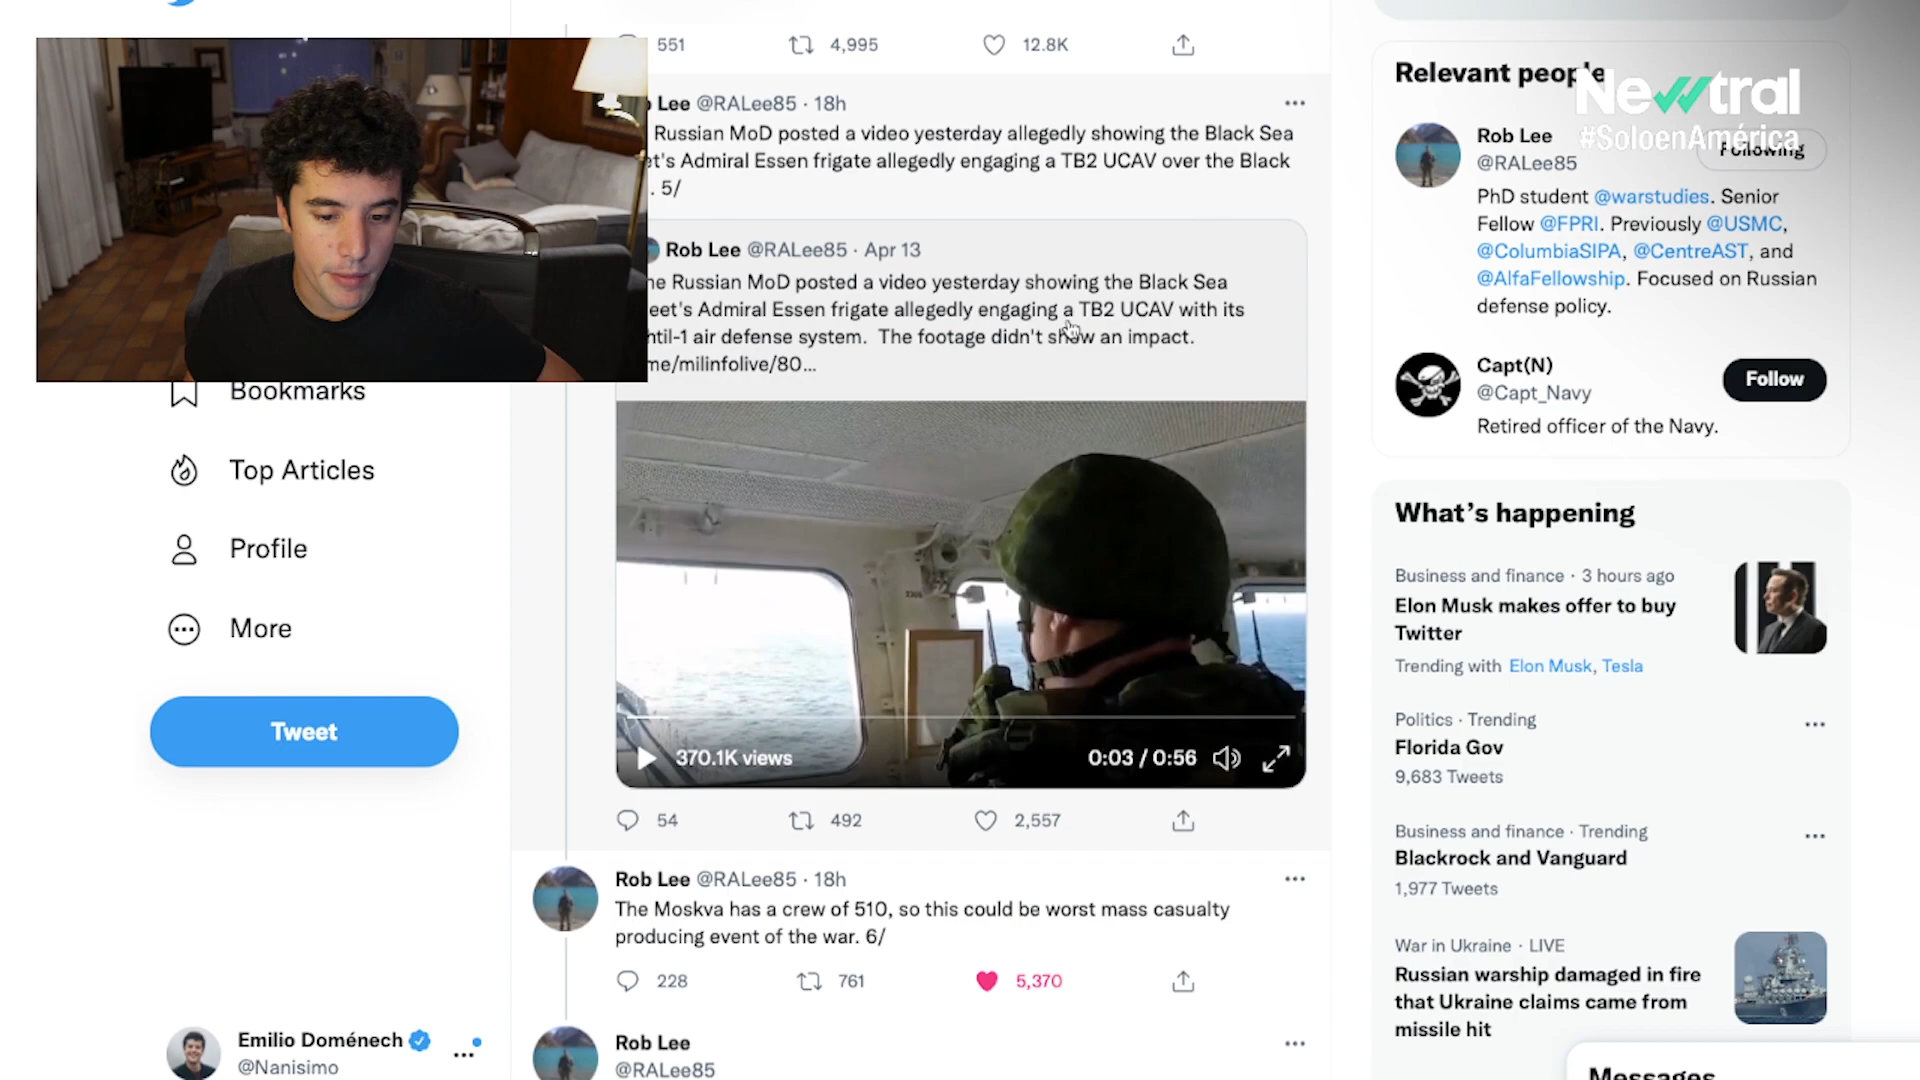 551 4,995 12.8K
Lee @RALee85 · 18h
Russian MoD posted a video yesterday allegedly showing the Black Sea
et's Admiral Essen frigate allegedly engaging a TB2 UCAV over the Black
. 5/
Rob Lee @RALee85 · Apr 13
he Russian MoD posted a video yesterday showing the Black Sea
eet's Admiral Essen frigate allegedly engaging a TB2 UCAV with its
htil-1 air defense system. The footage didn't show an impact.
me/milinfolive/80...
370.1K views 0:03 / 0:56
54 492 2,557
Rob Lee @RALee85 · 18h
The Moskva has a crew of 510, so this could be worst mass casualty
producing event of the war. 6/
228 761 5,370
Rob Lee
@RALee85
Bookmarks
Top Articles
Profile
More
Tweet
Emilio Doménech
@Nanisimo
Relevant people
Newtral
#SoloenAmérica
Rob Lee
@RALee85
Following
PhD student @warstudies. Senior
Fellow @FPRI. Previously @USMC,
@ColumbiaSIPA, @CentreAST, and
@AlfaFellowship. Focused on Russian
defense policy.
Capt(N)
@Capt_Navy
Follow
Retired officer of the Navy.
What's happening
Business and finance · 3 hours ago
Elon Musk makes offer to buy
Twitter
Trending with Elon Musk, Tesla
Politics · Trending
Florida Gov
9,683 Tweets
Business and finance · Trending
Blackrock and Vanguard
1,977 Tweets
War in Ukraine · LIVE
Russian warship damaged in fire
that Ukraine claims came from
missile hit
Messages